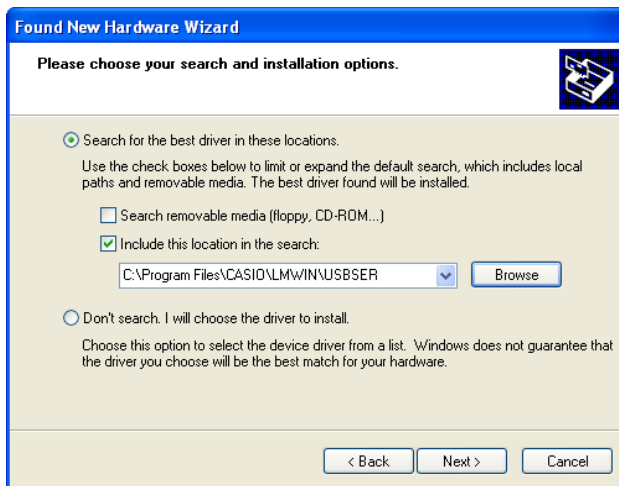 Found New Hardware Wizard
Please choose your search and installation options.
Search for the best driver in these locations.
Use the check boxes below to limit or expand the default search, which includes local
paths and removable media. The best driver found will be installed.
Search removable media (floppy, CD-ROM...)
Include this location in the search:
C:\Program Files\CASIO\LMWIN\USBSER
Browse
Don't search. I will choose the driver to install.
Choose this option to select the device driver from a list. Windows does not guarantee that
the driver you choose will be the best match for your hardware.
< Back
Next >
Cancel